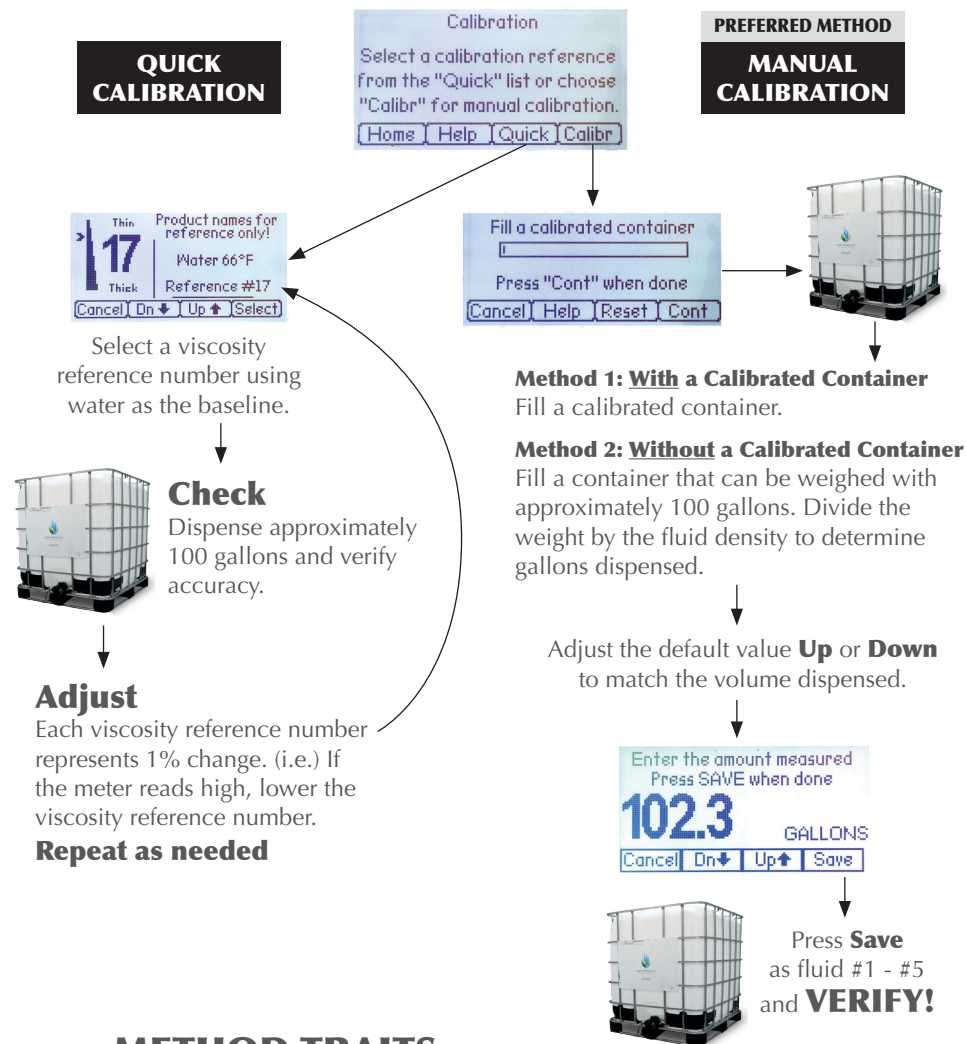 QUICK
CALIBRATION
Calibration
Select a calibration reference
from the "Quick" list or choose
"Calibr" for manual calibration.
Home Help Quick Calibr
PREFERRED METHOD
MANUAL
CALIBRATION
Thin
17
Thick
Product names for
reference only!
Water 66°F
Reference #17
Cancel Dn Up Select
Select a viscosity
reference number using
water as the baseline.
Check
Dispense approximately
100 gallons and verify
accuracy.
Adjust
Each viscosity reference number
represents 1% change. (i.e.) If
the meter reads high, lower the
viscosity reference number.
Repeat as needed
Fill a calibrated container
Press "Cont" when done
Cancel Help Reset Cont
Method 1: With a Calibrated Container
Fill a calibrated container.
Method 2: Without a Calibrated Container
Fill a container that can be weighed with
approximately 100 gallons. Divide the
weight by the fluid density to determine
gallons dispensed.
Adjust the default value Up or Down
to match the volume dispensed.
Enter the amount measured
Press SAVE when done
102.3 GALLONS
Cancel Dn Up Save
Press Save
as fluid #1 - #5
and VERIFY!
METHOD TRAITS